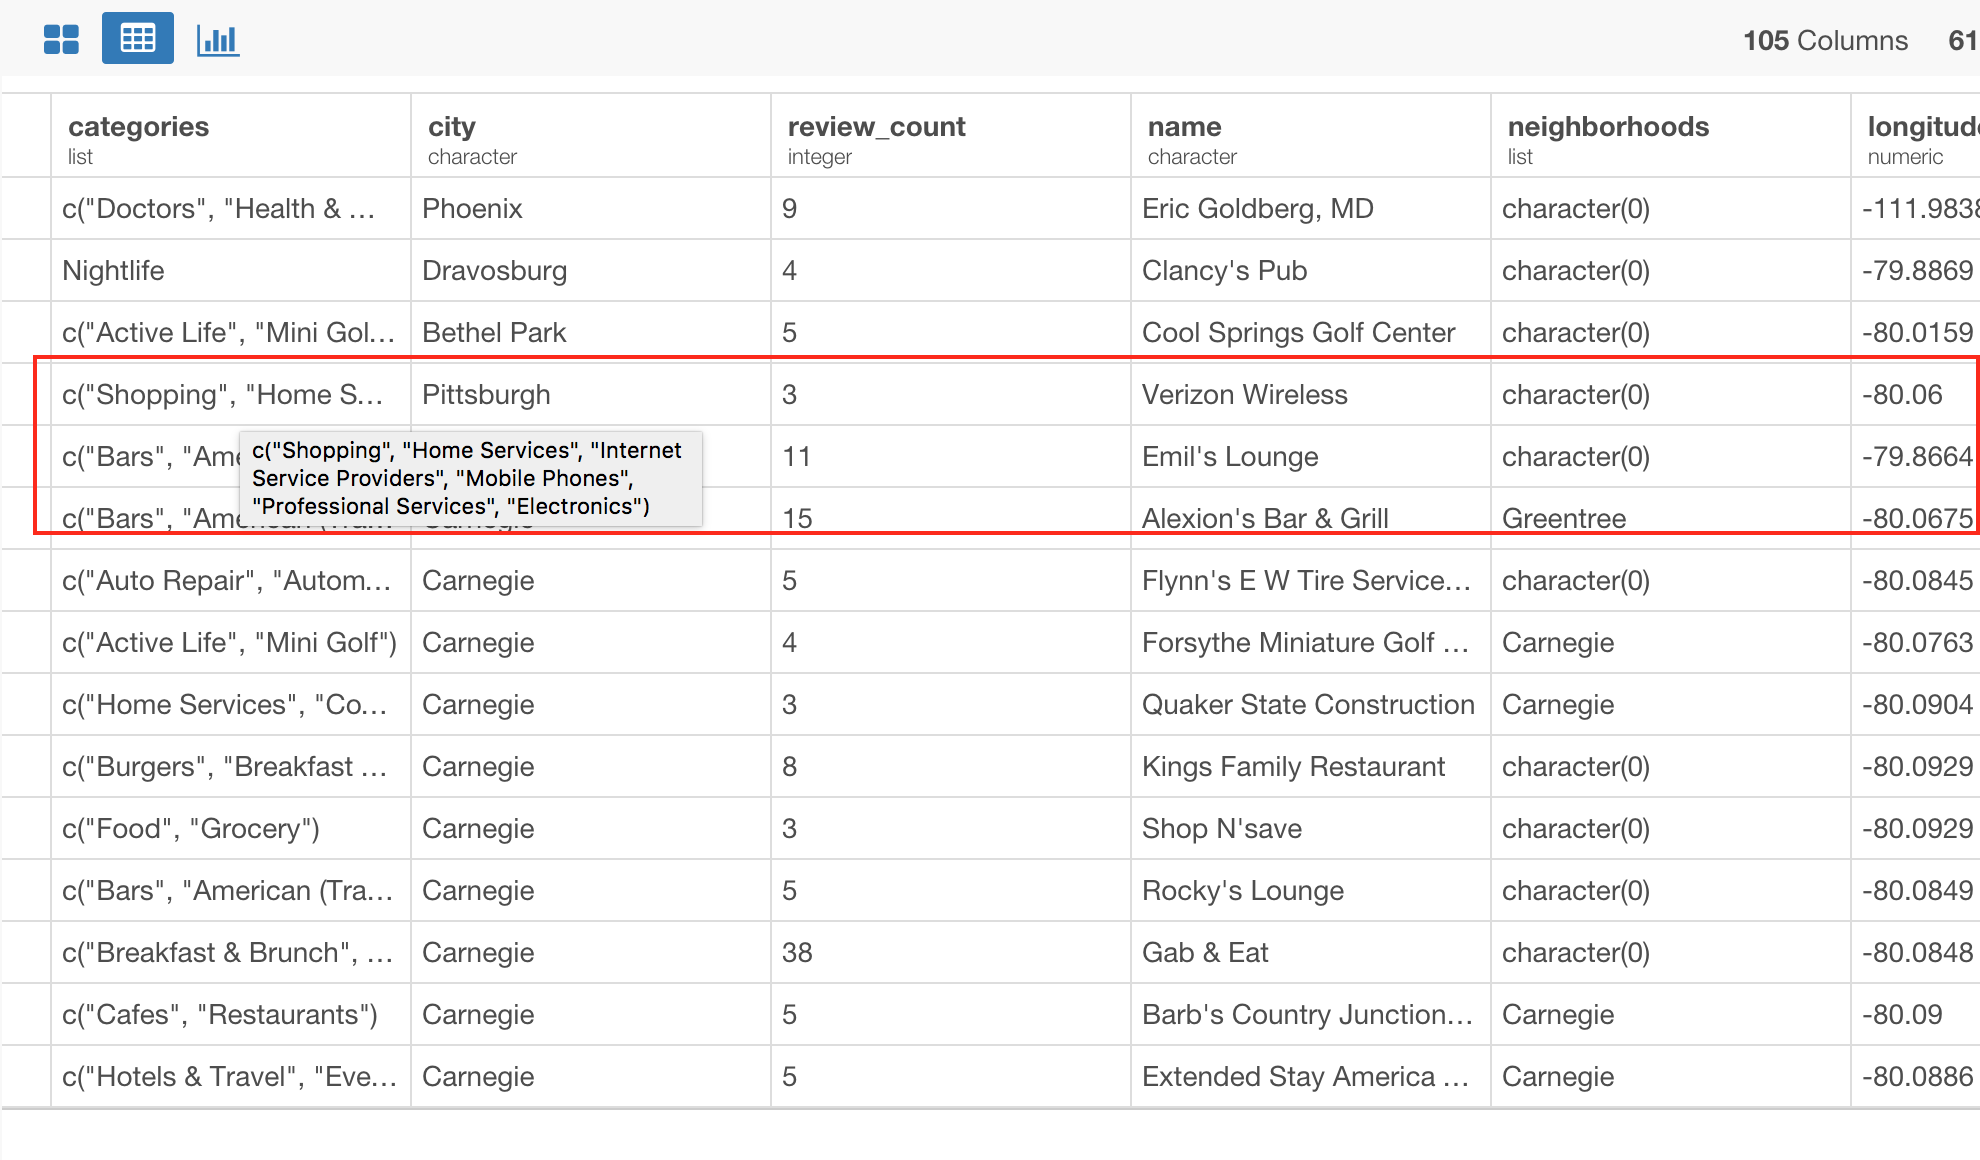 105 Columns 61
categories city review_count name neighborhoods longitud
list character integer character list numeric
c("Doctors", "Health & … Phoenix 9 Eric Goldberg, MD character(0) -111.983
Nightlife Dravosburg 4 Clancy's Pub character(0) -79.8869
c("Active Life", "Mini Gol… Bethel Park 5 Cool Springs Golf Center character(0) -80.0159
c("Shopping", "Home S… Pittsburgh 3 Verizon Wireless character(0) -80.06
c("Bars", "Ame 11 Emil's Lounge character(0) -79.8664
c("Shopping", "Home Services", "Internet
Service Providers", "Mobile Phones",
"Professional Services", "Electronics")
c("Bars", "American (Tra… Carnegie 15 Alexion's Bar & Grill Greentree -80.0675
c("Auto Repair", "Autom… Carnegie 5 Flynn's E W Tire Service… character(0) -80.0845
c("Active Life", "Mini Golf") Carnegie 4 Forsythe Miniature Golf … Carnegie -80.0763
c("Home Services", "Co… Carnegie 3 Quaker State Construction Carnegie -80.0904
c("Burgers", "Breakfast … Carnegie 8 Kings Family Restaurant character(0) -80.0929
c("Food", "Grocery") Carnegie 3 Shop N'save character(0) -80.0929
c("Bars", "American (Tra… Carnegie 5 Rocky's Lounge character(0) -80.0849
c("Breakfast & Brunch", … Carnegie 38 Gab & Eat character(0) -80.0848
c("Cafes", "Restaurants") Carnegie 5 Barb's Country Junction… Carnegie -80.09
c("Hotels & Travel", "Eve… Carnegie 5 Extended Stay America … Carnegie -80.0886